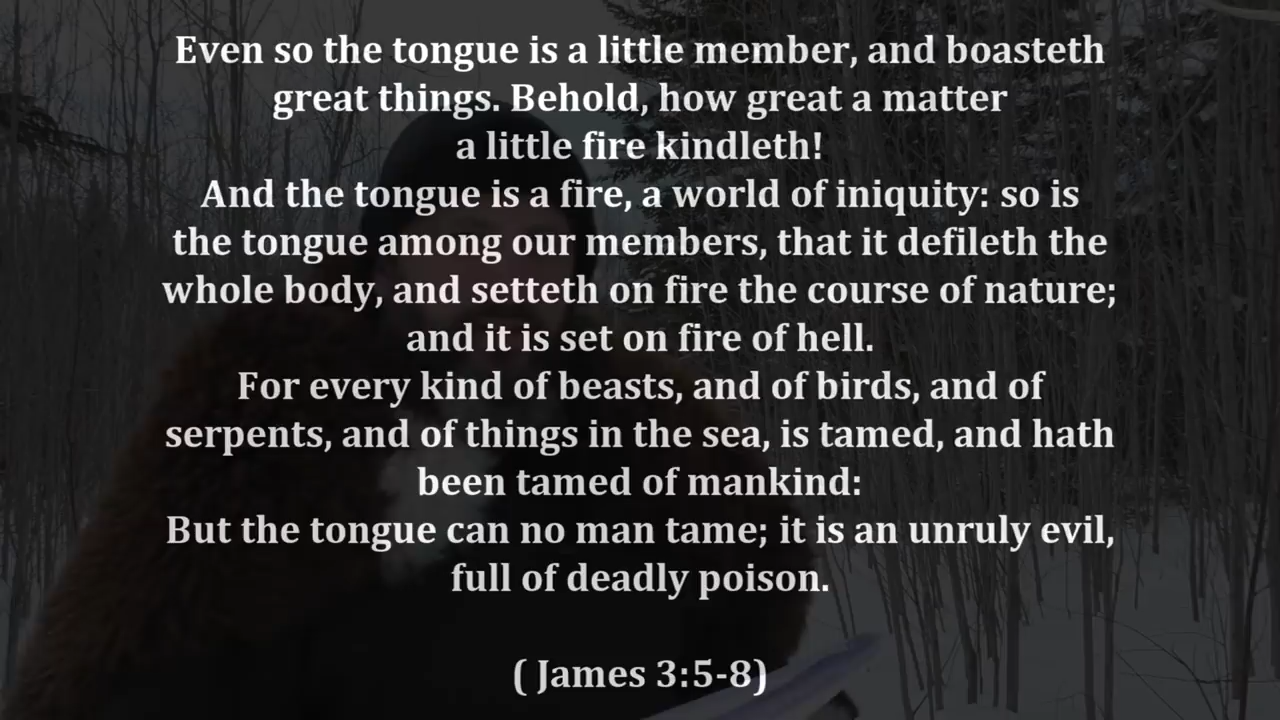 Even so the tongue is a little member, and boasteth
great things. Behold, how great a matter
a little fire kindleth!
And the tongue is a fire, a world of iniquity: so is
the tongue among our members, that it defileth the
whole body, and setteth on fire the course of nature;
and it is set on fire of hell.
For every kind of beasts, and of birds, and of
serpents, and of things in the sea, is tamed, and hath
been tamed of mankind:
But the tongue can no man tame; it is an unruly evil,
full of deadly poison.
( James 3:5-8)